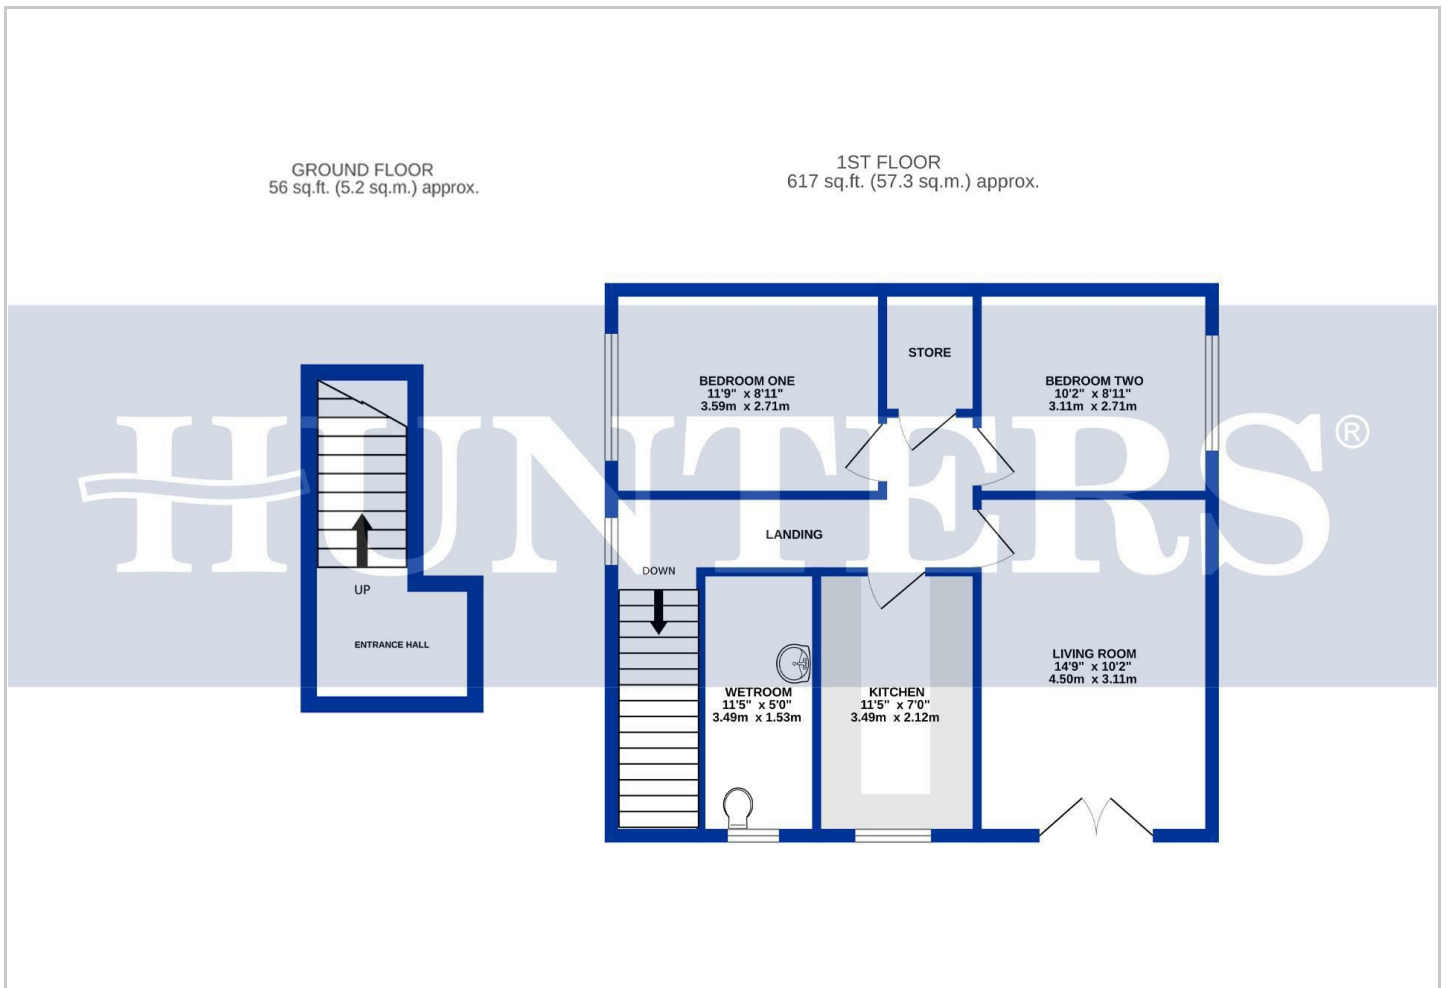 GROUND FLOOR
56 sq.ft. (5.2 sq.m.) approx.
1ST FLOOR
617 sq.ft. (57.3 sq.m.) approx.
HUNTERS®
BEDROOM ONE
11'9" x 8'11"
3.59m x 2.71m
STORE
BEDROOM TWO
10'2" x 8'11"
3.11m x 2.71m
LANDING
DOWN
UP
ENTRANCE HALL
WETROOM
11'5" x 5'0"
3.49m x 1.53m
KITCHEN
11'5" x 7'0"
3.49m x 2.12m
LIVING ROOM
14'9" x 10'2"
4.50m x 3.11m